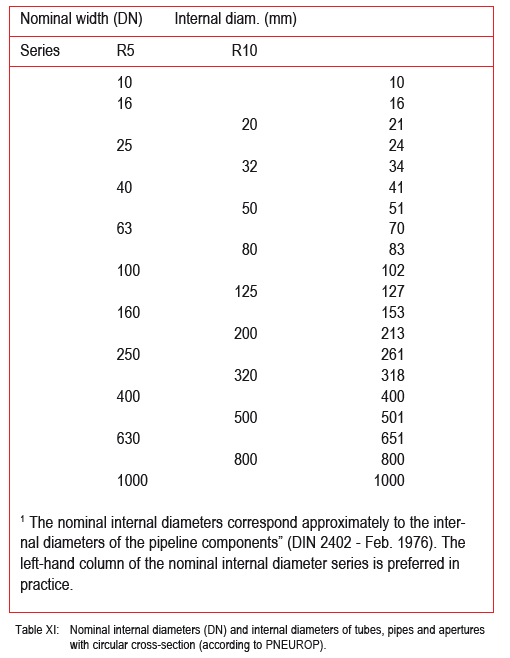 Nominal width (DN) Internal diam. (mm)
Series R5 R10
10 10
16 16
20 21
25 24
32 34
40 41
50 51
63 70
80 83
100 102
125 127
160 153
200 213
250 261
320 318
400 400
500 501
630 651
800 800
1000 1000
¹ The nominal internal diameters correspond approximately to the inter-
nal diameters of the pipeline components” (DIN 2402 - Feb. 1976). The
left-hand column of the nominal internal diameter series is preferred in
practice.
Table XI: Nominal internal diameters (DN) and internal diameters of tubes, pipes and apertures
with circular cross-section (according to PNEUROP).